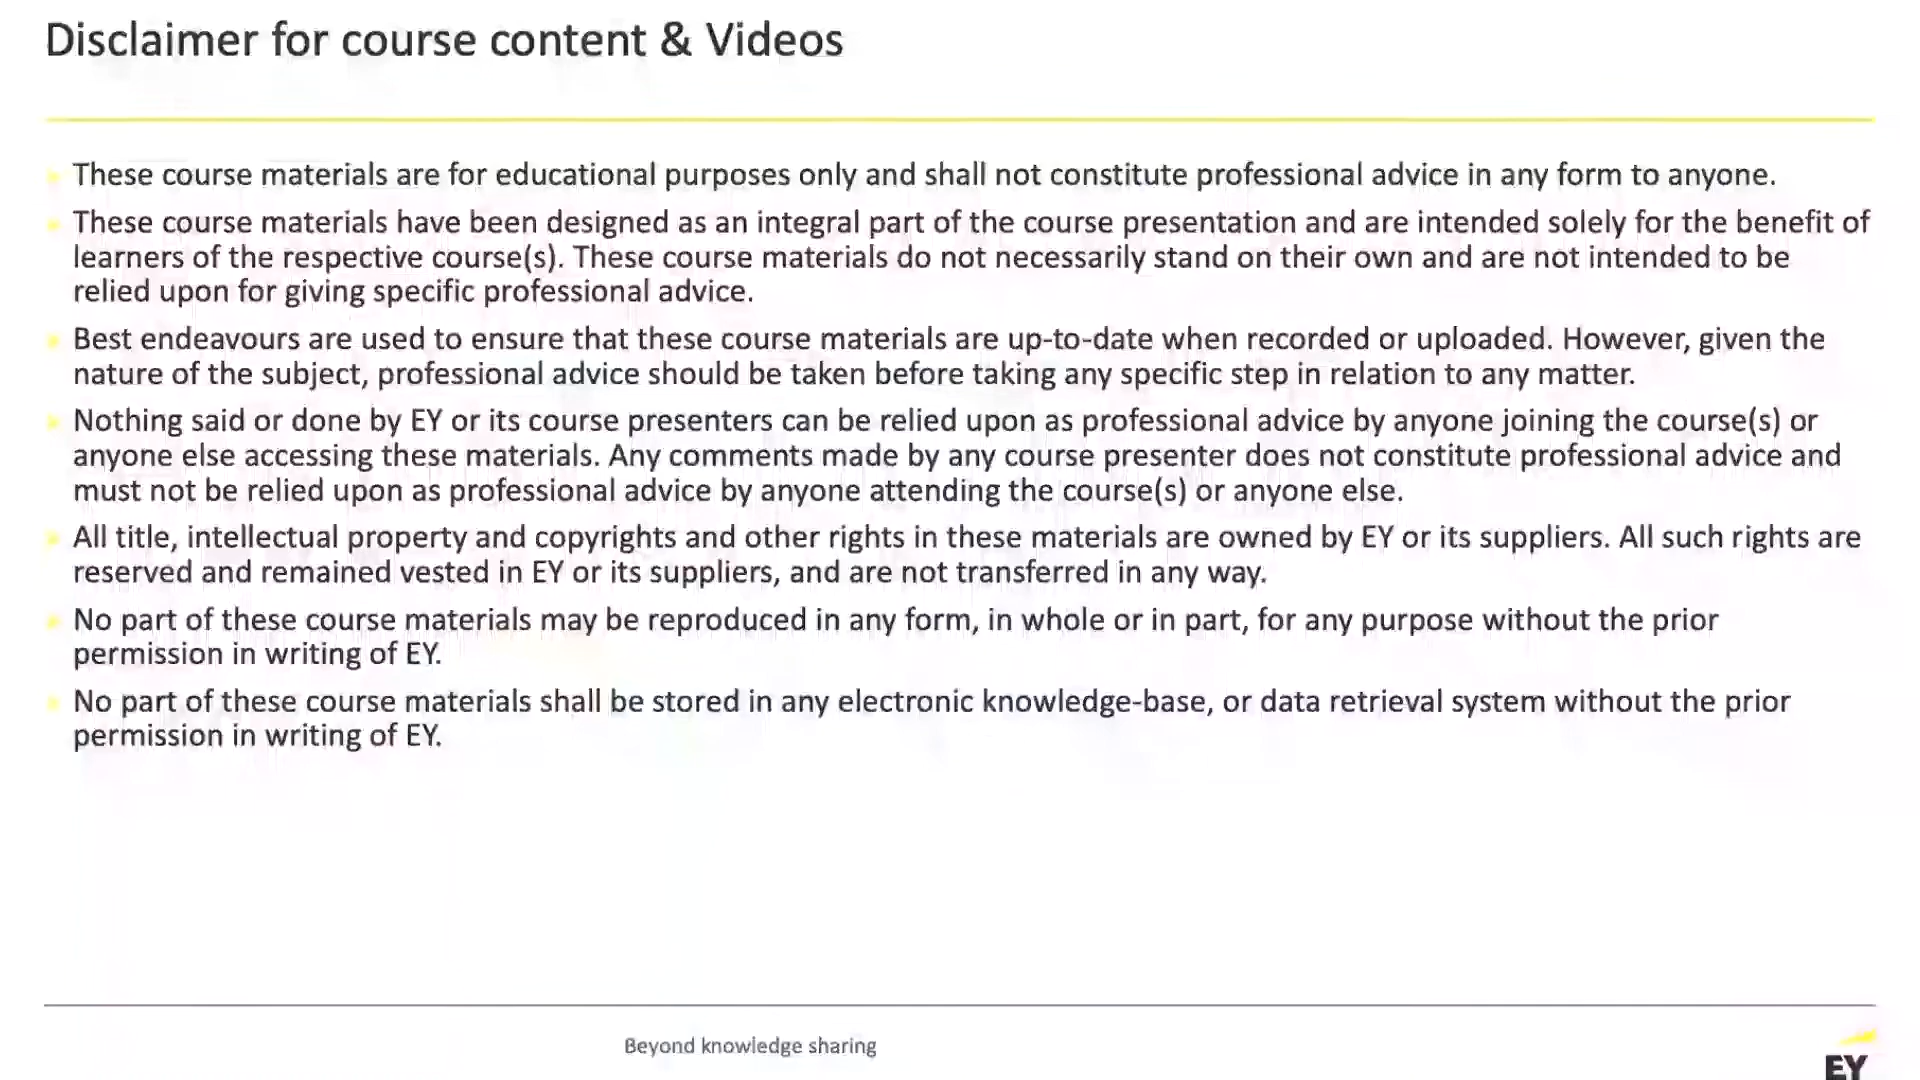 Disclaimer for course content & Videos
These course materials are for educational purposes only and shall not constitute professional advice in any form to anyone.
These course materials have been designed as an integral part of the course presentation and are intended solely for the benefit of
learners of the respective course(s). These course materials do not necessarily stand on their own and are not intended to be
relied upon for giving specific professional advice.
Best endeavours are used to ensure that these course materials are up-to-date when recorded or uploaded. However, given the
nature of the subject, professional advice should be taken before taking any specific step in relation to any matter.
Nothing said or done by EY or its course presenters can be relied upon as professional advice by anyone joining the course(s) or
anyone else accessing these materials. Any comments made by any course presenter does not constitute professional advice and
must not be relied upon as professional advice by anyone attending the course(s) or anyone else.
All title, intellectual property and copyrights and other rights in these materials are owned by EY or its suppliers. All such rights are
reserved and remained vested in EY or its suppliers, and are not transferred in any way.
No part of these course materials may be reproduced in any form, in whole or in part, for any purpose without the prior
permission in writing of EY.
No part of these course materials shall be stored in any electronic knowledge-base, or data retrieval system without the prior
permission in writing of EY.
Beyond knowledge sharing
EY